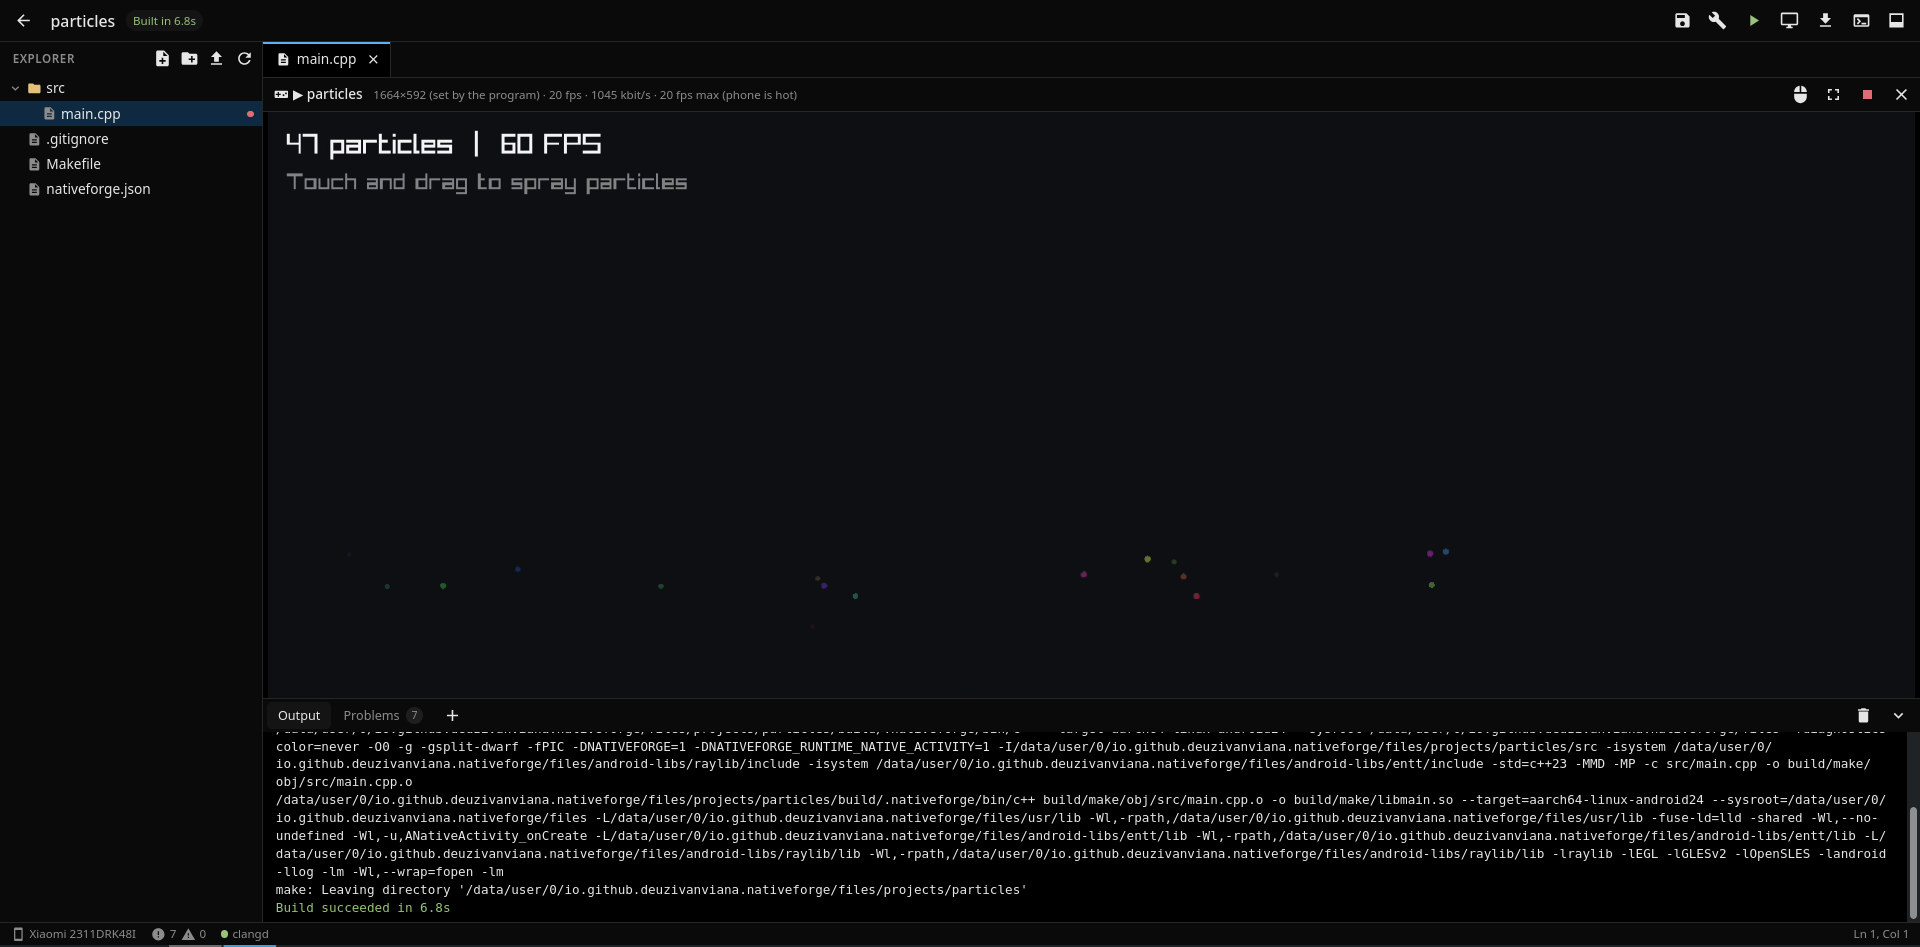 particles Built in 6.8s
EXPLORER
main.cpp
src
main.cpp
.gitignore
Makefile
nativeforge.json
▶ particles 1664×592 (set by the program) · 20 fps · 1045 kbit/s · 20 fps max (phone is hot)
47 particles | 60 FPS
Touch and drag to spray particles
Output Problems 7
color=never -O0 -g -gsplit-dwarf -fPIC -DNATIVEFORGE=1 -DNATIVEFORGE_RUNTIME_NATIVE_ACTIVITY=1 -I/data/user/0/io.github.deuzivanviana.nativeforge/files/projects/particles/src -isystem /data/user/0/
io.github.deuzivanviana.nativeforge/files/android-libs/raylib/include -isystem /data/user/0/io.github.deuzivanviana.nativeforge/files/android-libs/entt/include -std=c++23 -MMD -MP -c src/main.cpp -o build/make/
obj/src/main.cpp.o
/data/user/0/io.github.deuzivanviana.nativeforge/files/projects/particles/build/.nativeforge/bin/c++ build/make/obj/src/main.cpp.o -o build/make/libmain.so --target=aarch64-linux-android24 --sysroot=/data/user/0/
io.github.deuzivanviana.nativeforge/files -L/data/user/0/io.github.deuzivanviana.nativeforge/files/usr/lib -Wl,-rpath,/data/user/0/io.github.deuzivanviana.nativeforge/files/usr/lib -fuse-ld=lld -shared -Wl,--no-
undefined -Wl,-u,ANativeActivity_onCreate -L/data/user/0/io.github.deuzivanviana.nativeforge/files/android-libs/entt/lib -Wl,-rpath,/data/user/0/io.github.deuzivanviana.nativeforge/files/android-libs/entt/lib -L/
data/user/0/io.github.deuzivanviana.nativeforge/files/android-libs/raylib/lib -Wl,-rpath,/data/user/0/io.github.deuzivanviana.nativeforge/files/android-libs/raylib/lib -lraylib -lEGL -lGLESv2 -lOpenSLES -landroid
-llog -lm -Wl,--wrap=fopen -lm
make: Leaving directory '/data/user/0/io.github.deuzivanviana.nativeforge/files/projects/particles'
Build succeeded in 6.8s
Xiaomi 2311DRK48I 7 0 clangd Ln 1, Col 1